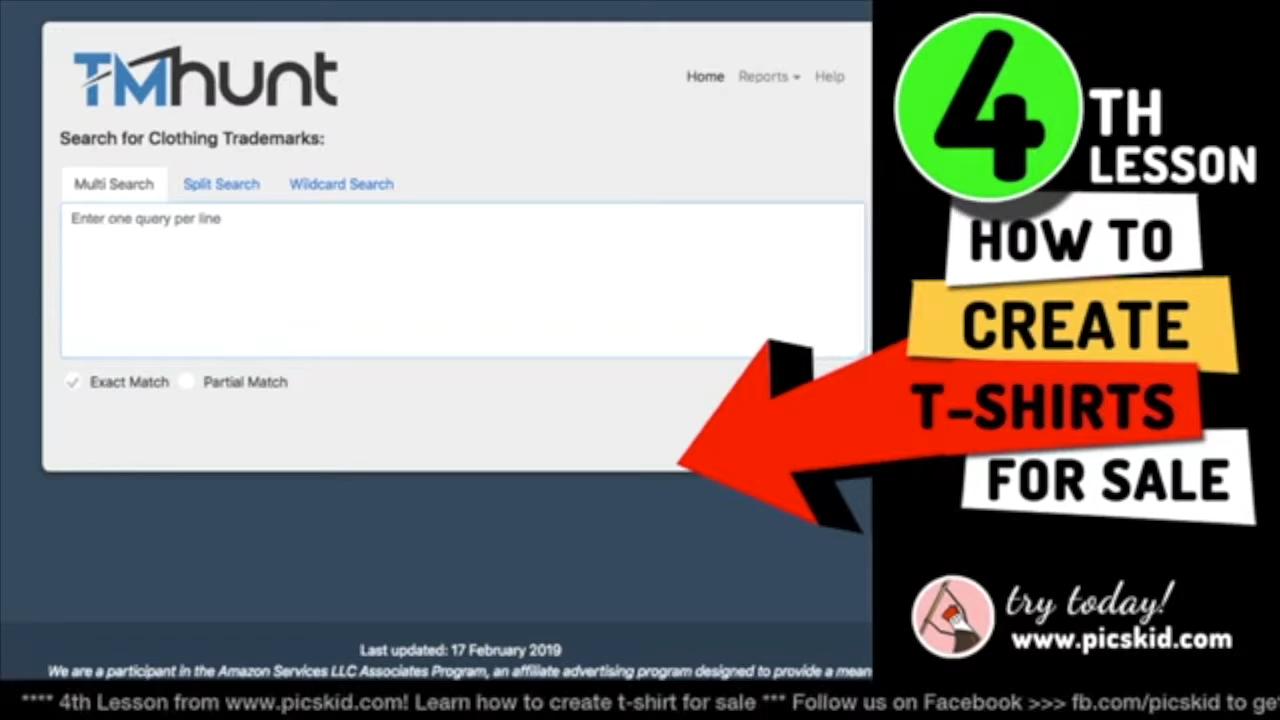 TMhunt
Home Reports Help
Search for Clothing Trademarks:
Multi Search Split Search Wildcard Search
Enter one query per line
Exact Match Partial Match
Last updated: 17 February 2019
We are a participant in the Amazon Services LLC Associates Program, an affiliate advertising program designed to provide a mean
4TH
LESSON
HOW TO
CREATE
T-SHIRTS
FOR SALE
try today!
www.picskid.com
**** 4th Lesson from www.picskid.com! Learn how to create t-shirt for sale *** Follow us on Facebook >>> fb.com/picskid to ge